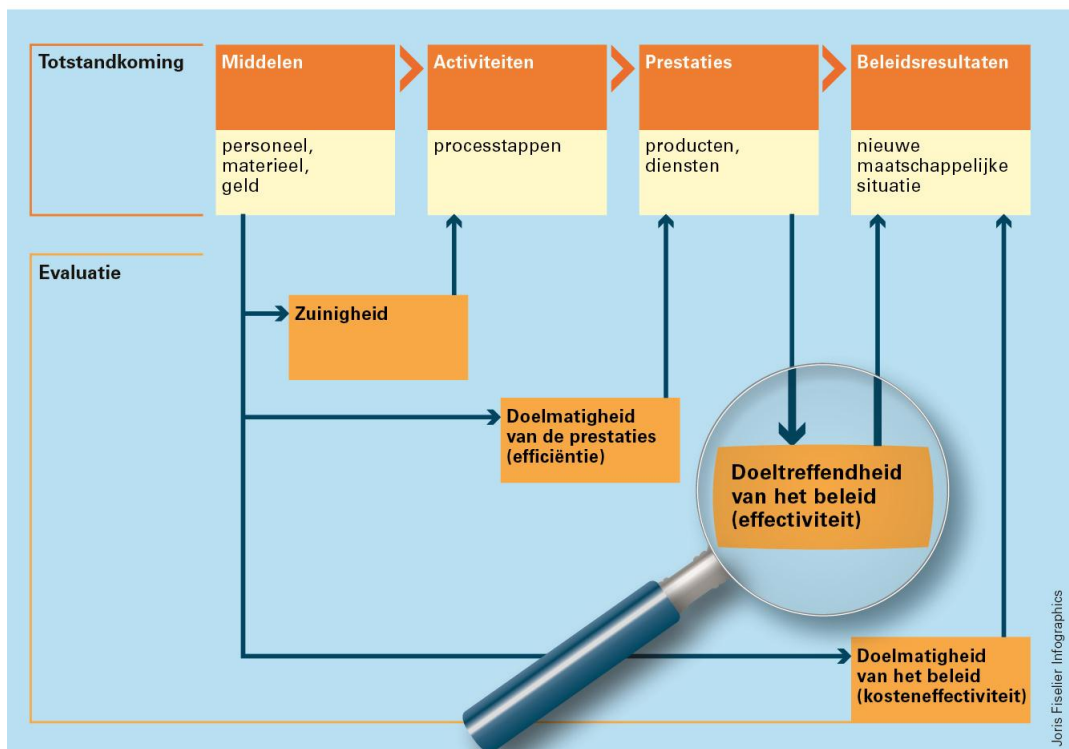 Totstandkoming
Middelen
personeel,
materieel,
geld
Activiteiten
processtappen
Prestaties
producten,
diensten
Beleidsresultaten
nieuwe
maatschappelijke
situatie
Evaluatie
Zuinigheid
Doelmatigheid
van de prestaties
(efficiëntie)
Doeltreffendheid
van het beleid
(effectiviteit)
Doelmatigheid
van het beleid
(kosteneffectiviteit)
Joris Fiselier Infographics